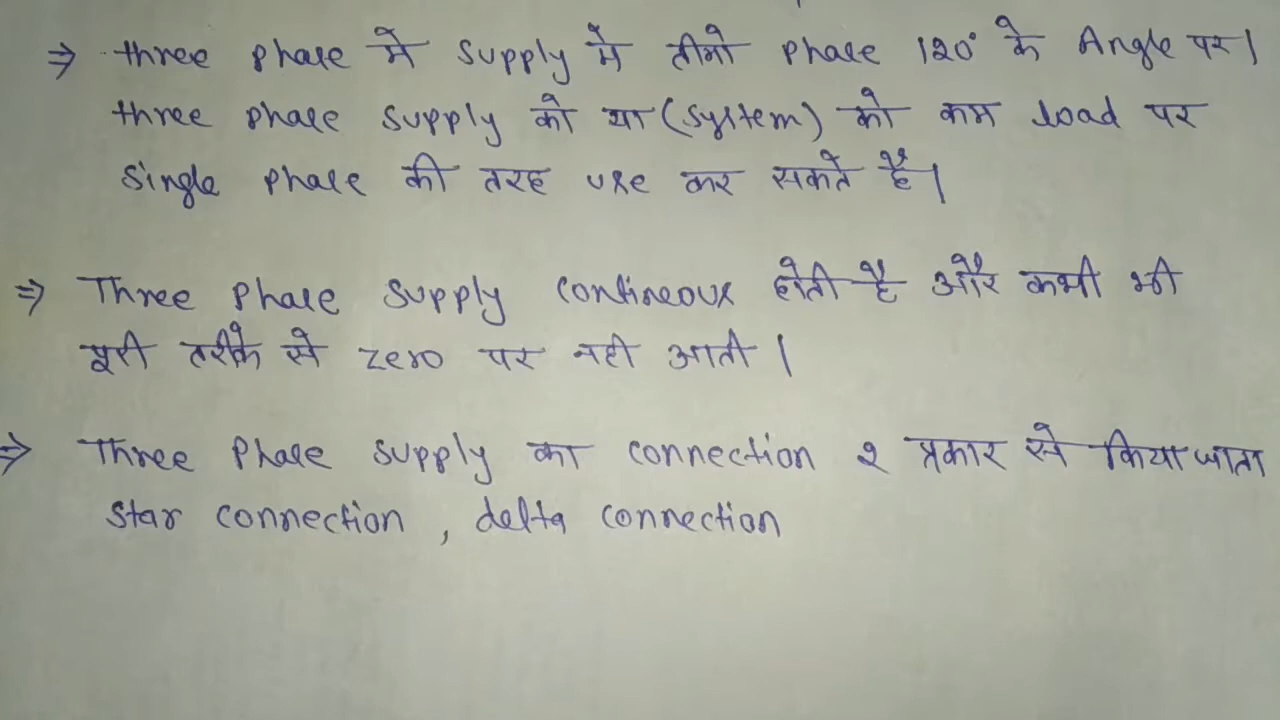 ⇒ three phase मे supply मे तीनो phase 120° के Angle पर।
three phase supply को या (system) को कम load पर
single phase की तरह use कर सकते है।
⇒ Three phase supply contineous होती है और कभी भी
पूरी तरीके से zero पर नही आती।
⇒ Three phase supply का connection २ प्रकार से किया जाता
star connection, delta connection